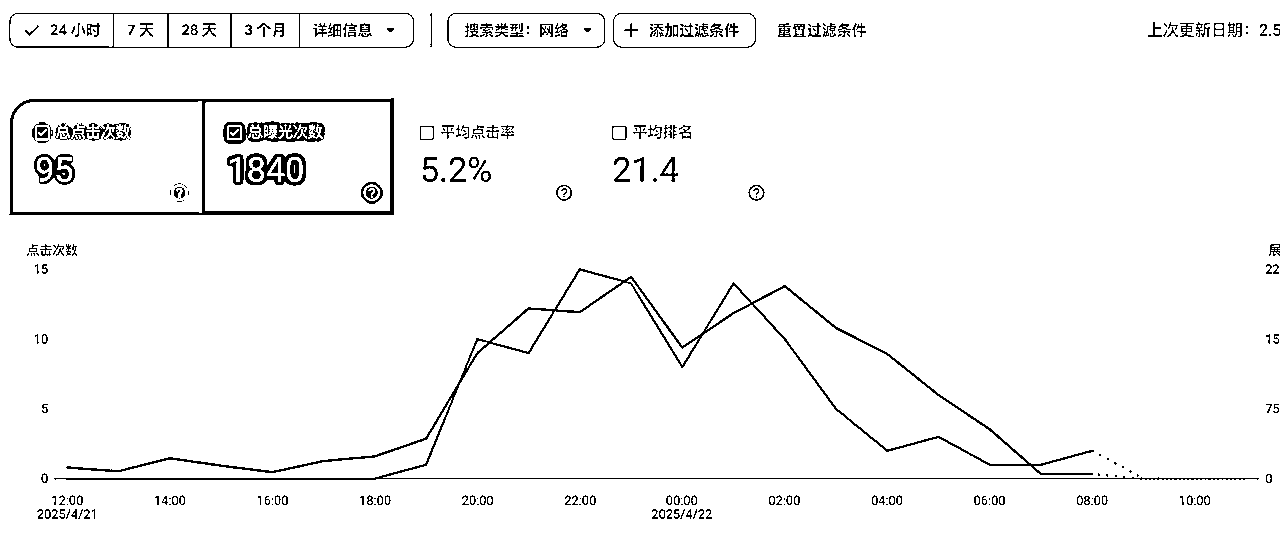 24 小时 7 天 28 天 3 个月 详细信息 搜索类型：网络 添加过滤条件 重置过滤条件 上次更新日期：2.5
总点击次数 总曝光次数 平均点击率 平均排名
95 1840 5.2% 21.4
点击次数 展
15 22
10 15
5 75
0 0
12:00 14:00 16:00 18:00 20:00 22:00 00:00 02:00 04:00 06:00 08:00 10:00
2025/4/21 2025/4/22